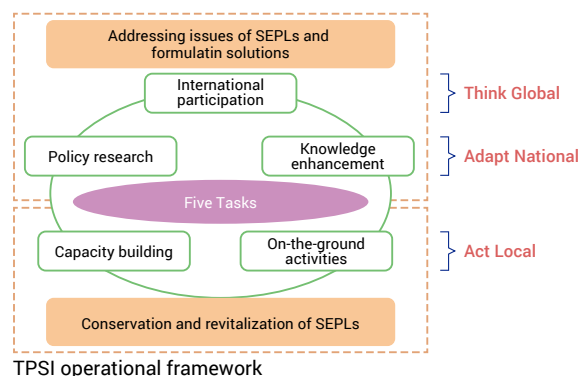 Addressing issues of SEPLs and
formulatin solutions
International
participation
Think Global
Policy research
Knowledge
enhancement
Adapt National
Five Tasks
Capacity building
On-the-ground
activities
Act Local
Conservation and revitalization of SEPLs
TPSI operational framework